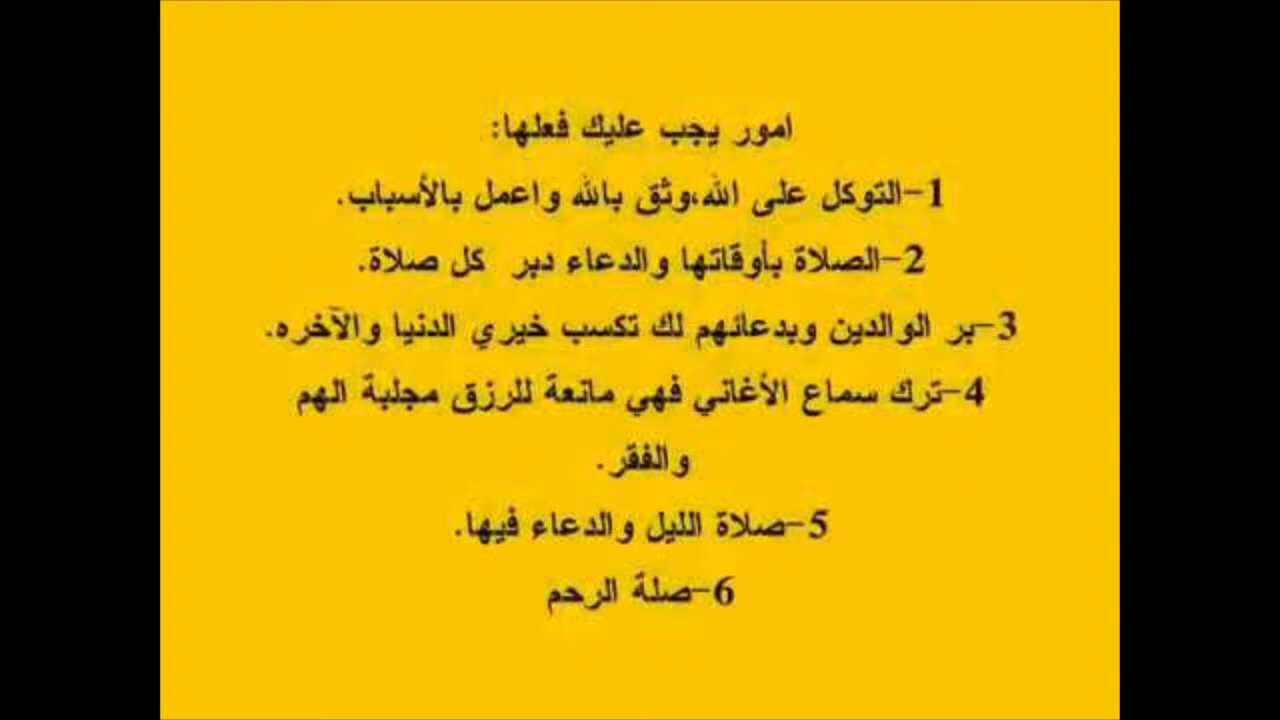 امور يجب عليك فعلها:
1-التوكل على الله،وثق بالله واعمل بالأسباب.
2-الصلاة بأوقاتها والدعاء دبر كل صلاة.
3-بر الوالدين وبدعائهم لك تكسب خيري الدنيا والآخره.
4-ترك سماع الأغاني فهي مانعة للرزق مجلبة الهم
والفقر.
5-صلاة الليل والدعاء فيها.
6-صلة الرحم